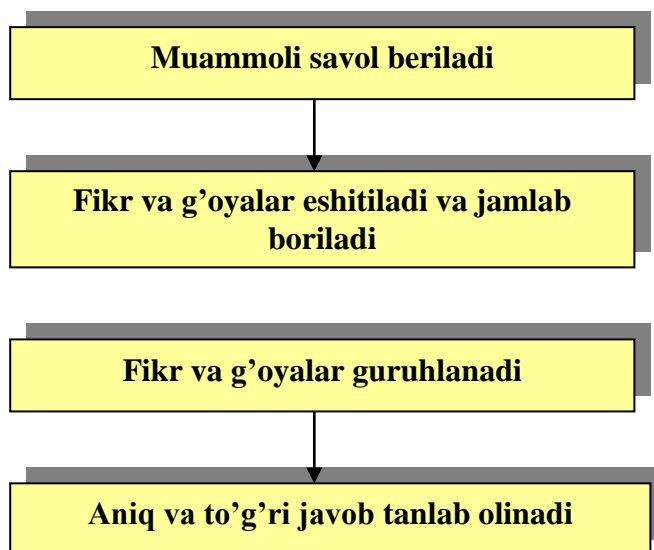 Muammoli savol beriladi
Fikr va g’oyalar eshitiladi va jamlab
boriladi
Fikr va g’oyalar guruhlanadi
Aniq va to’g’ri javob tanlab olinadi